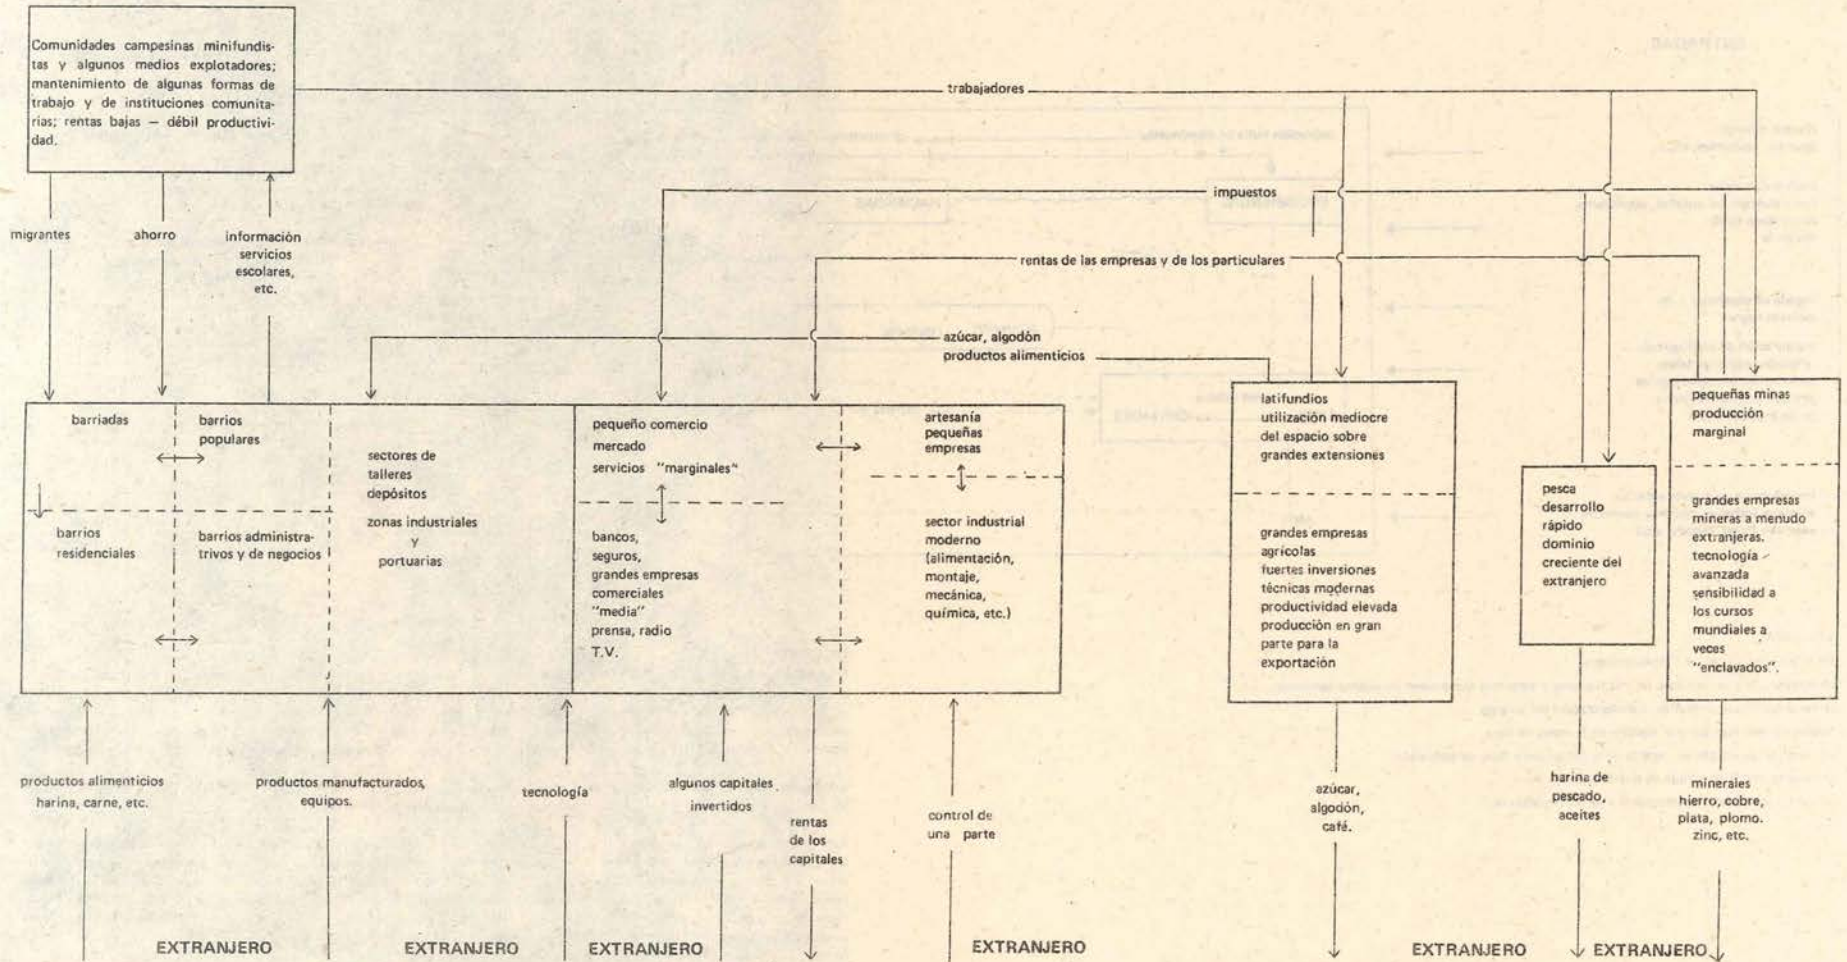 Comunidades campesinas minifundis-
tas y algunos medios explotadores;
mantenimiento de algunas formas de
trabajo y de instituciones comunita-
rias; rentas bajas — débil productivi-
dad.
trabajadores
impuestos
migrantes
ahorro
información
servicios
escolares,
etc.
rentas de las empresas y de los particulares
azúcar, algodón
productos alimenticios
barriadas
barrios
populares
barrios
residenciales
barrios administra-
trivos y de negocios
sectores de
talleres
depósitos
zonas industriales
y
portuarias
pequeño comercio
mercado
servicios "marginales"
bancos,
seguros,
grandes empresas
comerciales
"media"
prensa, radio
T.V.
artesanía
pequeñas
empresas
sector industrial
moderno
(alimentación,
montaje,
mecánica,
química, etc.)
latifundios
utilización mediocre
del espacio sobre
grandes extensiones
grandes empresas
agrícolas
fuertes inversiones
técnicas modernas
productividad elevada
producción en gran
parte para la
exportación
pesca
desarrollo
rápido
dominio
creciente del
extranjero
pequeñas minas
producción
marginal
grandes empresas
mineras a menudo
extranjeras.
tecnología
avanzada
sensibilidad a
los cursos
mundiales a
veces
"enclavados".
productos alimenticios
harina, carne, etc.
productos manufacturados,
equipos.
tecnología
algunos capitales
invertidos
rentas
de los
capitales
control de
una parte
azúcar,
algodón,
café.
harina de
pescado,
aceites
minerales
hierro, cobre,
plata, plomo.
zinc, etc.
EXTRANJERO
EXTRANJERO
EXTRANJERO
EXTRANJERO
EXTRANJERO
EXTRANJERO